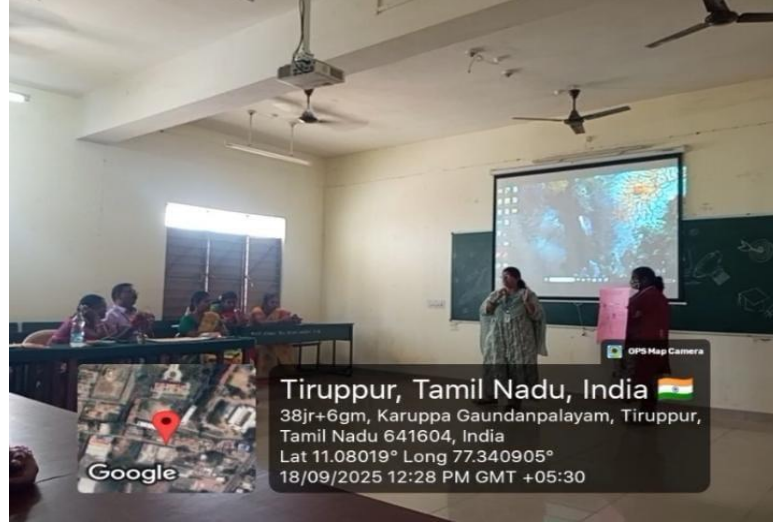 GPS Map Camera
Tiruppur, Tamil Nadu, India
38jr+6gm, Karuppa Gaundanpalayam, Tiruppur,
Tamil Nadu 641604, India
Lat 11.08019° Long 77.340905°
18/09/2025 12:28 PM GMT +05:30
Google